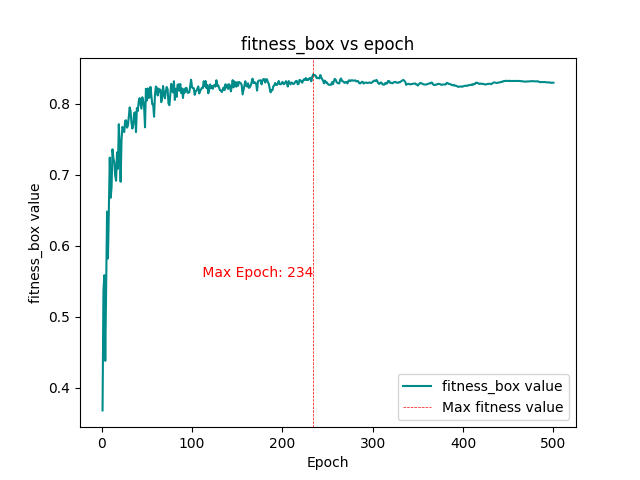 fitness_box vs epoch
fitness_box value
0.8
0.7
0.6
0.5
0.4
Max Epoch: 234
fitness_box value
Max fitness value
0
100
200
300
400
500
Epoch